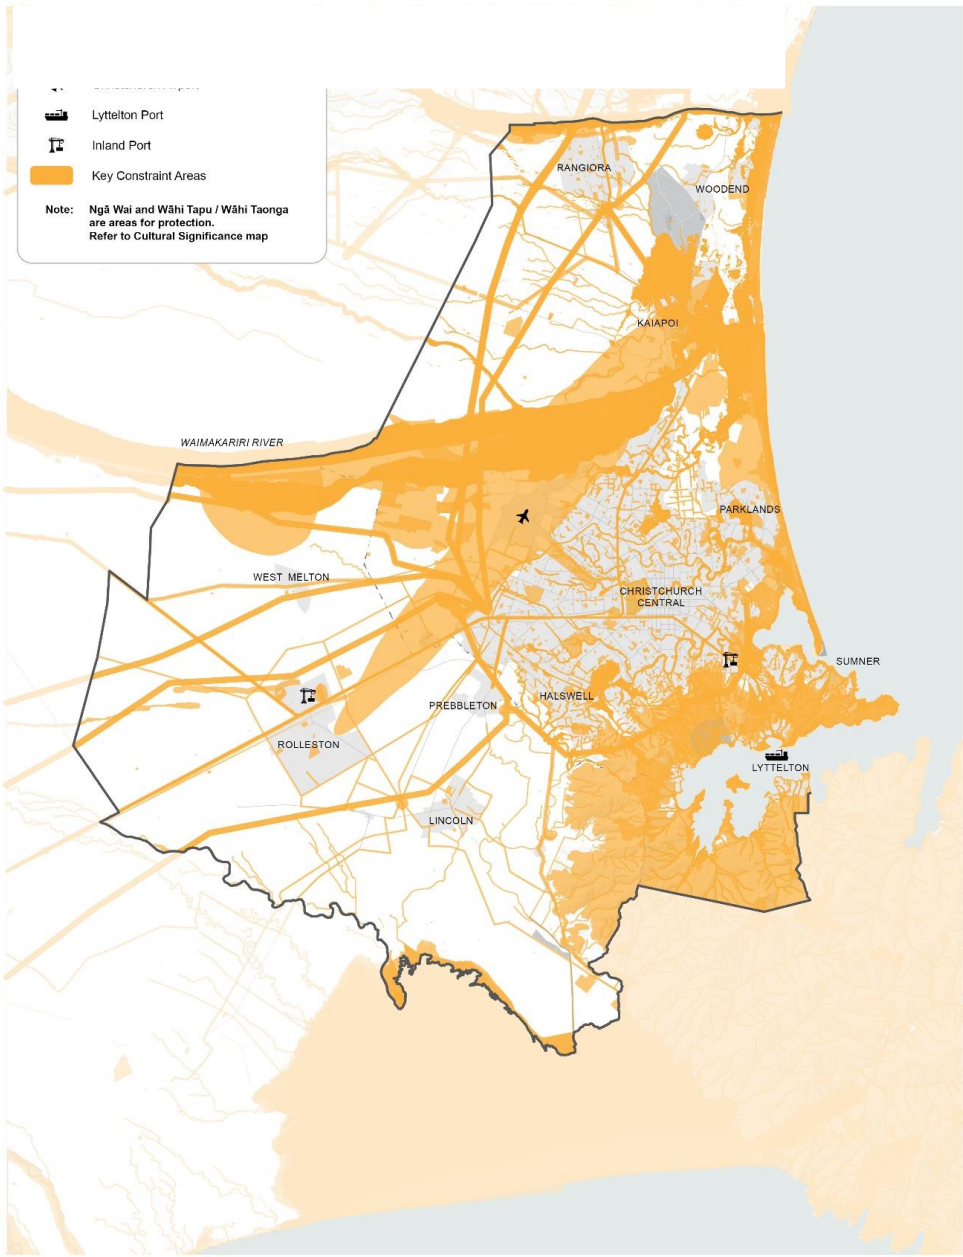 Lyttelton Port
Inland Port
Key Constraint Areas
Note: Ngā Wai and Wāhi Tapu / Wāhi Taonga
are areas for protection.
Refer to Cultural Significance map
RANGIORA
WOODEND
KAIAPOI
WAIMAKARIRI RIVER
PARKLANDS
WEST MELTON
CHRISTCHURCH
CENTRAL
SUMNER
HALSWELL
PREBBLETON
ROLLESTON
LYTTELTON
LINCOLN